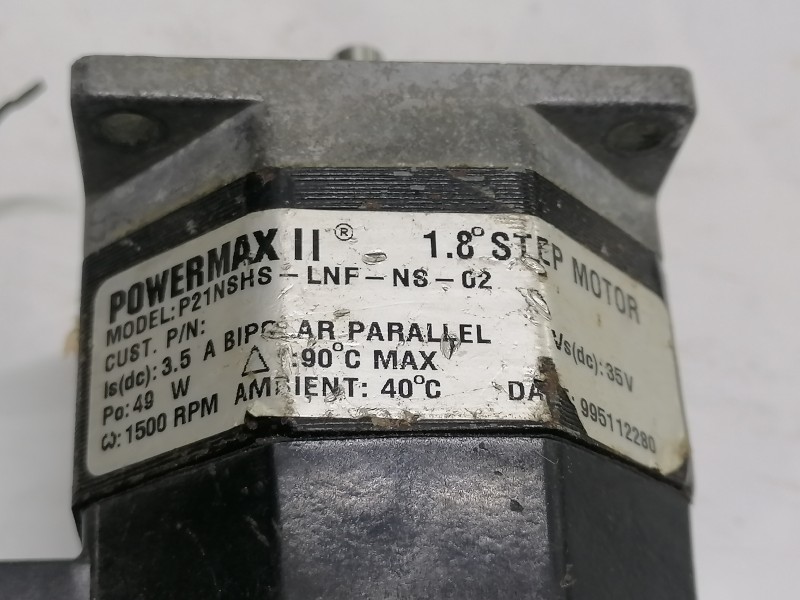 POWERMAX II ® 1.8° STEP MOTOR
MODEL: P21NSHS-LNF-NS-02
CUST. P/N:
Is(dc): 3.5 A BIPOLAR PARALLEL Vs(dc): 35V
Po: 49 W △:90°C MAX
ω: 1500 RPM AMBIENT: 40°C DATE: 995112280